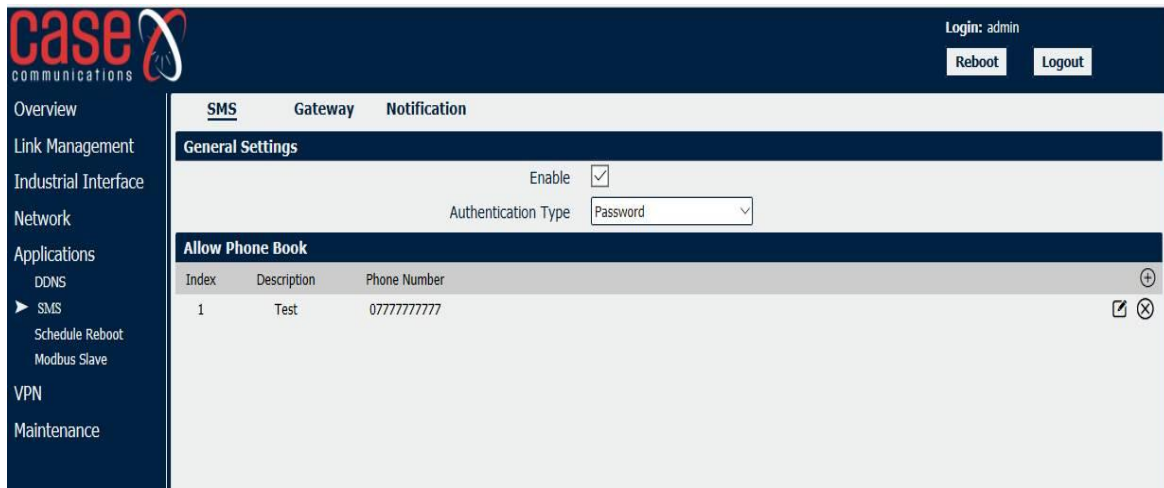 case
communications
Login: admin
Reboot Logout
Overview
Link Management
Industrial Interface
Network
Applications
DDNS
SMS
Schedule Reboot
Modbus Slave
VPN
Maintenance
SMS Gateway Notification
General Settings
Enable
Authentication Type Password
Allow Phone Book
Index Description Phone Number
1 Test 07777777777